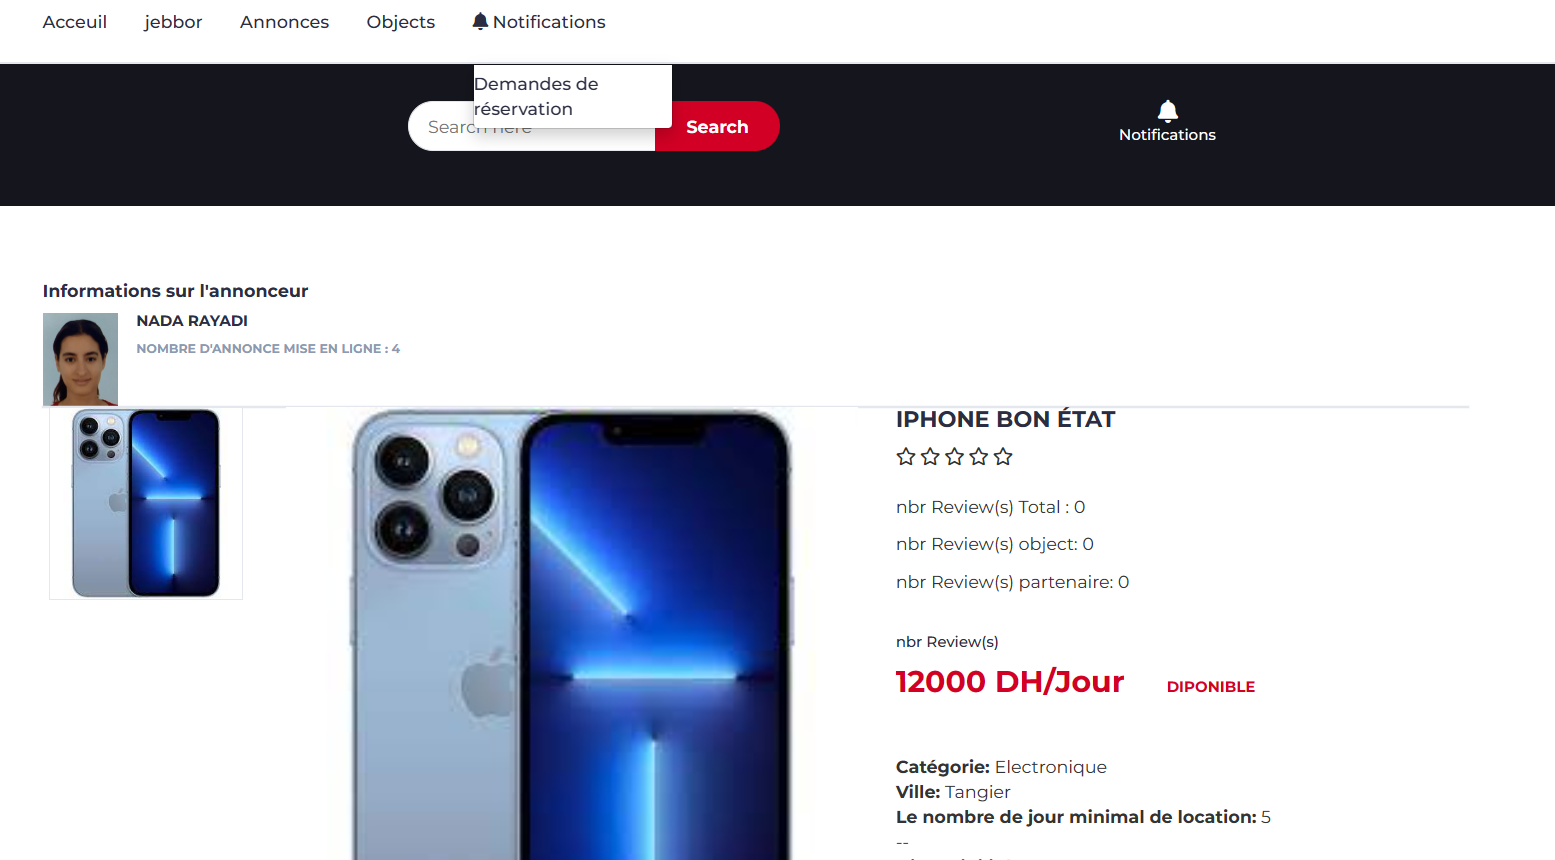 Acceuil jebbor Annonces Objects Notifications
Demandes de
réservation
Search here
Search
Notifications
Informations sur l'annonceur
NADA RAYADI
NOMBRE D'ANNONCE MISE EN LIGNE : 4
IPHONE BON ÉTAT
nbr Review(s) Total : 0
nbr Review(s) object: 0
nbr Review(s) partenaire: 0
nbr Review(s)
12000 DH/Jour DIPONIBLE
Catégorie: Electronique
Ville: Tangier
Le nombre de jour minimal de location: 5
--